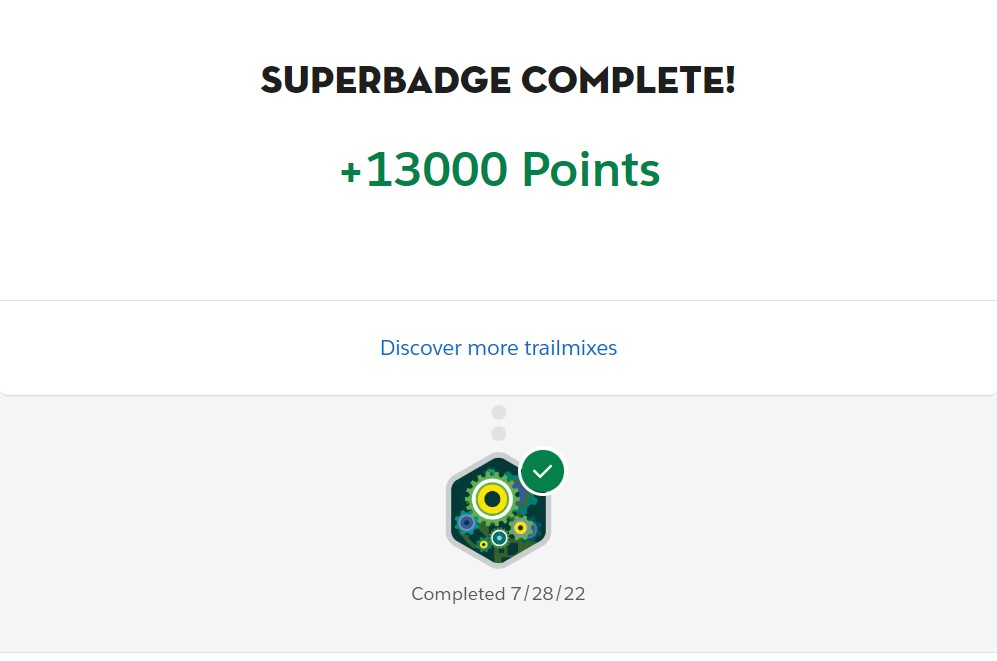 SUPERBADGE COMPLETE!
+13000 Points
Discover more trailmixes
Completed 7/28/22